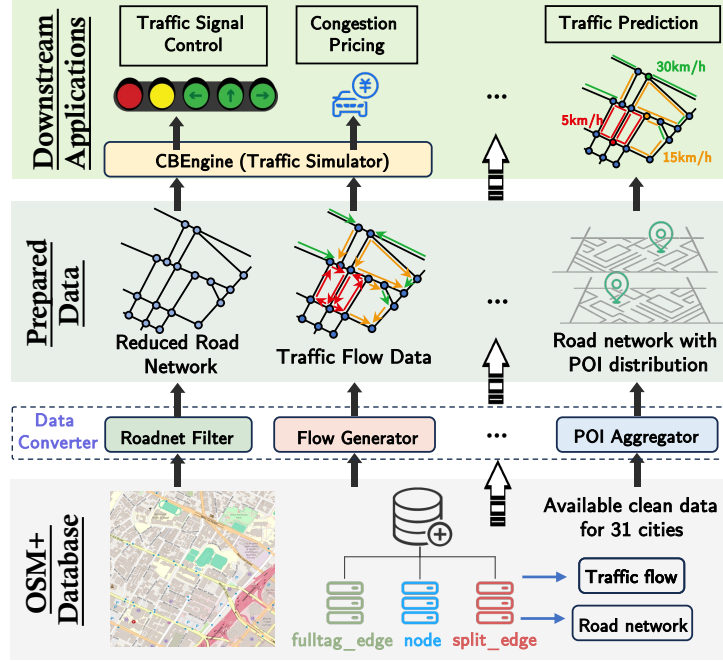 Downstream
Applications
Traffic Signal
Control
Congestion
Pricing
Traffic Prediction
¥
...
30km/h
5km/h
15km/h
CBEngine (Traffic Simulator)
Prepared
Data
Reduced Road
Network
Traffic Flow Data
...
Road network with
POI distribution
Data
Converter
Roadnet Filter
Flow Generator
...
POI Aggregator
OSM+
Database
Available clean data
for 31 cities
Traffic flow
Road network
fulltag_edge
node
split_edge